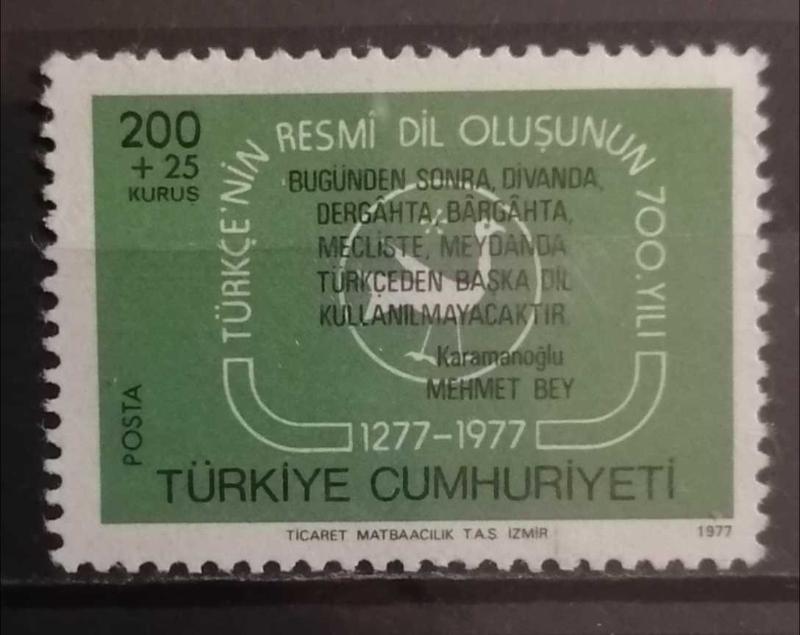 200
+ 25
KURUŞ
TÜRKÇE'NİN RESMİ DİL OLUŞUNUN 700. YILI
BUGÜNDEN SONRA, DİVANDA,
DERGÂHTA, BÂRGÂHTA,
MECLİSTE, MEYDANDA
TÜRKÇEDEN BAŞKA DİL
KULLANILMAYACAKTIR.
Karamanoğlu
MEHMET BEY
POSTA
1277-1977
TÜRKİYE CUMHURİYETİ
TİCARET MATBAACILIK T.A.Ş. İZMİR
1977